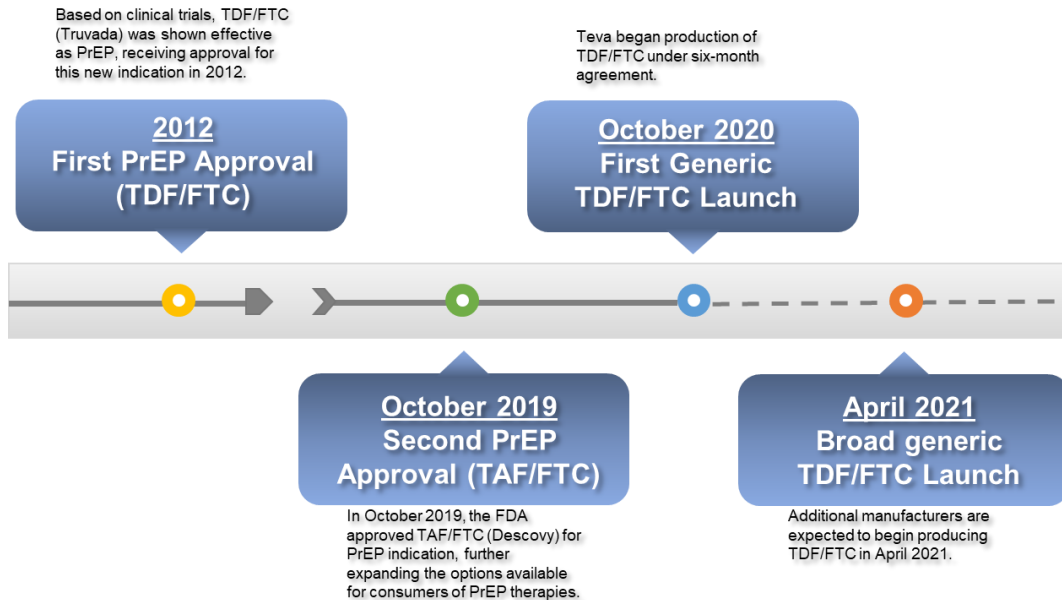 Based on clinical trials, TDF/FTC
(Truvada) was shown effective
as PrEP, receiving approval for
this new indication in 2012.
2012
First PrEP Approval
(TDF/FTC)
Teva began production of
TDF/FTC under six-month
agreement.
October 2020
First Generic
TDF/FTC Launch
October 2019
Second PrEP
Approval (TAF/FTC)
In October 2019, the FDA
approved TAF/FTC (Descovy) for
PrEP indication, further
expanding the options available
for consumers of PrEP therapies.
April 2021
Broad generic
TDF/FTC Launch
Additional manufacturers are
expected to begin producing
TDF/FTC in April 2021.